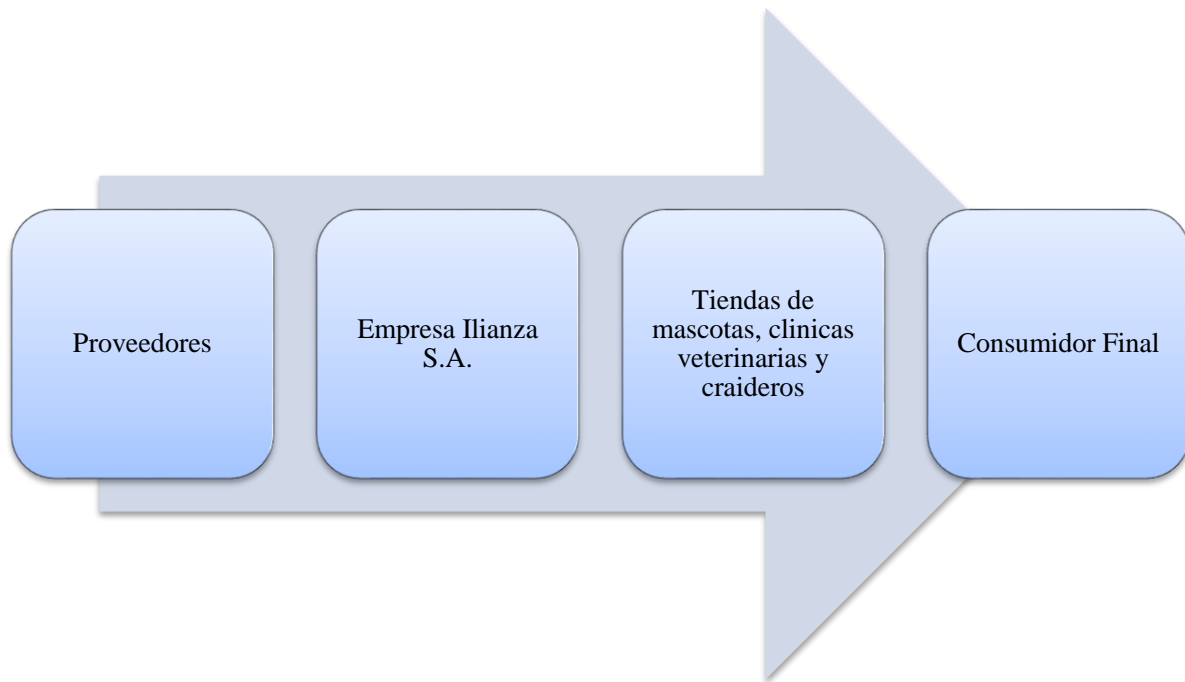 Proveedores
Empresa Ilianza
S.A.
Tiendas de
mascotas, clinicas
veterinarias y
craideros
Consumidor Final